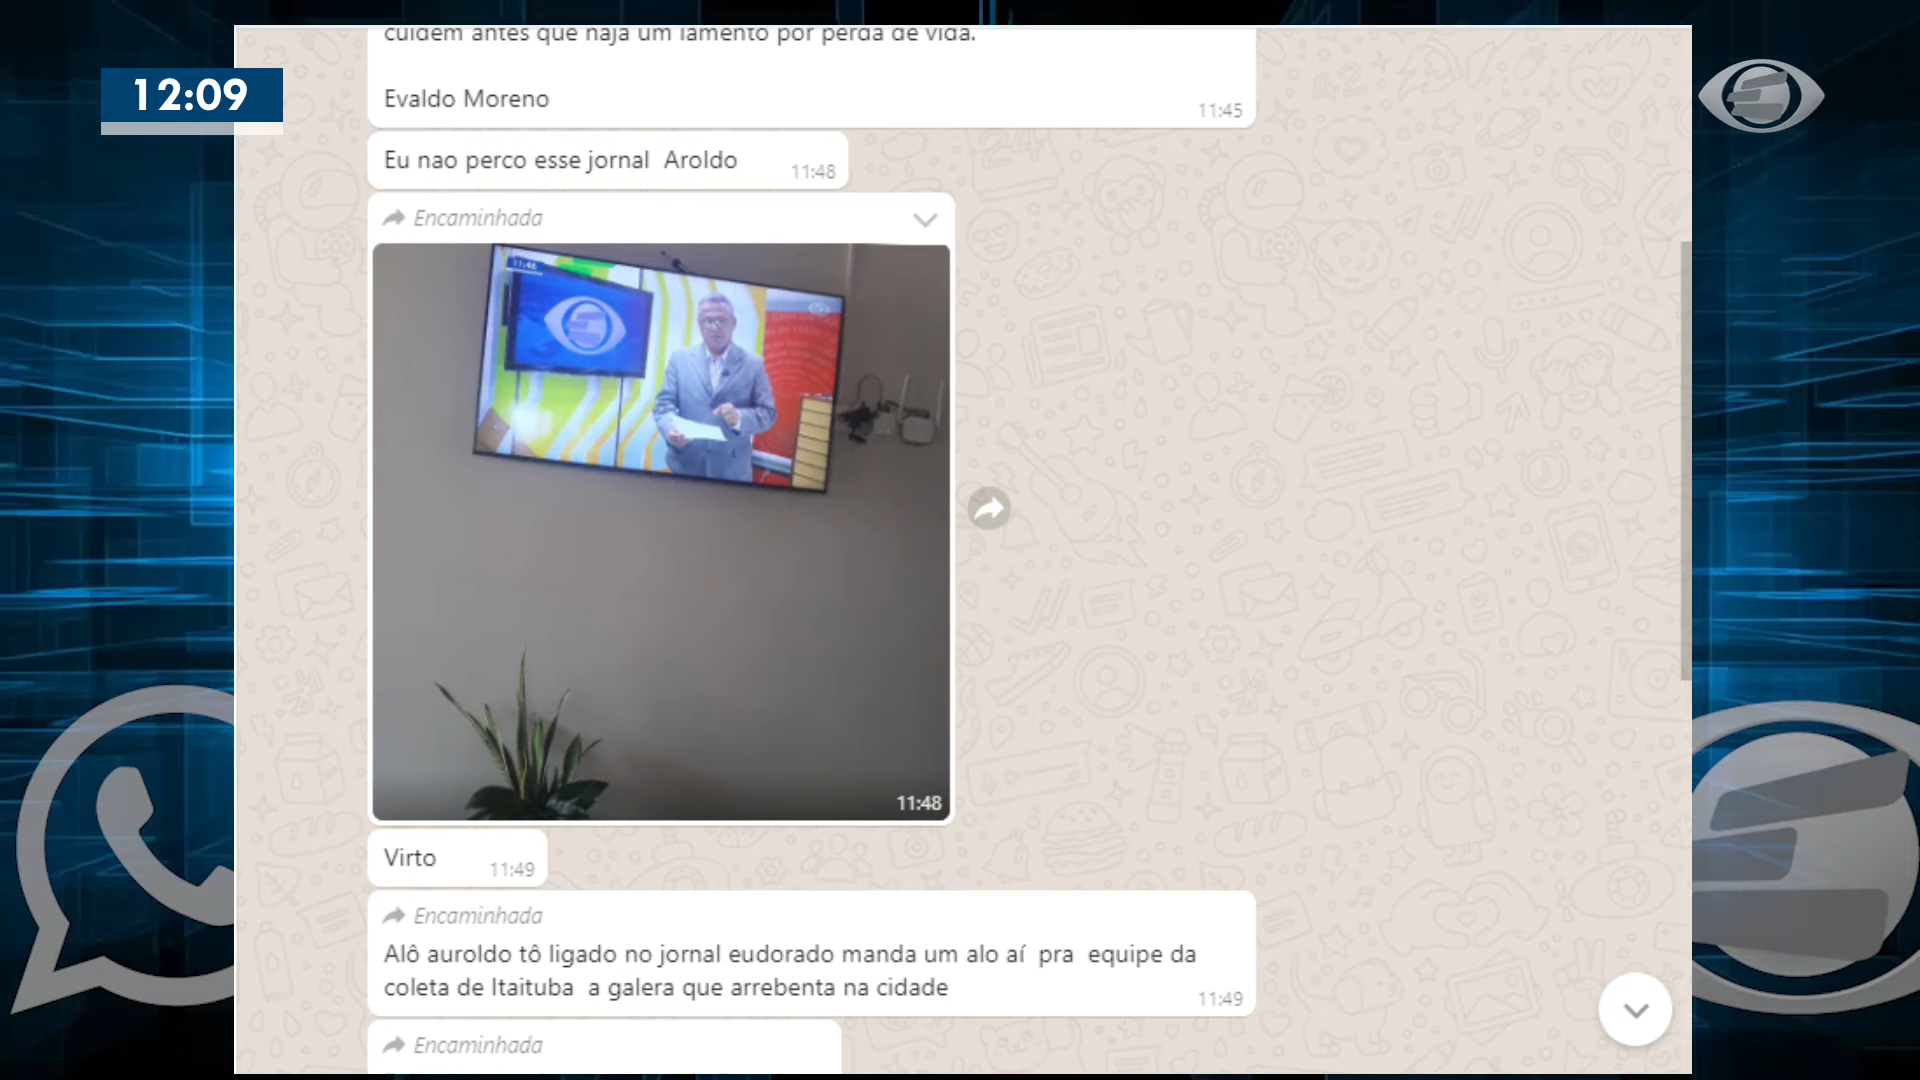 cuidem antes que haja um lamento por perda de vida.
12:09
Evaldo Moreno
11:45
Eu nao perco esse jornal Aroldo
11:48
Encaminhada
11:46
11:48
Virto
11:49
Encaminhada
Alô auroldo tô ligado no jornal eudorado manda um alo aí pra equipe da
coleta de Itaituba a galera que arrebenta na cidade
11:49
Encaminhada